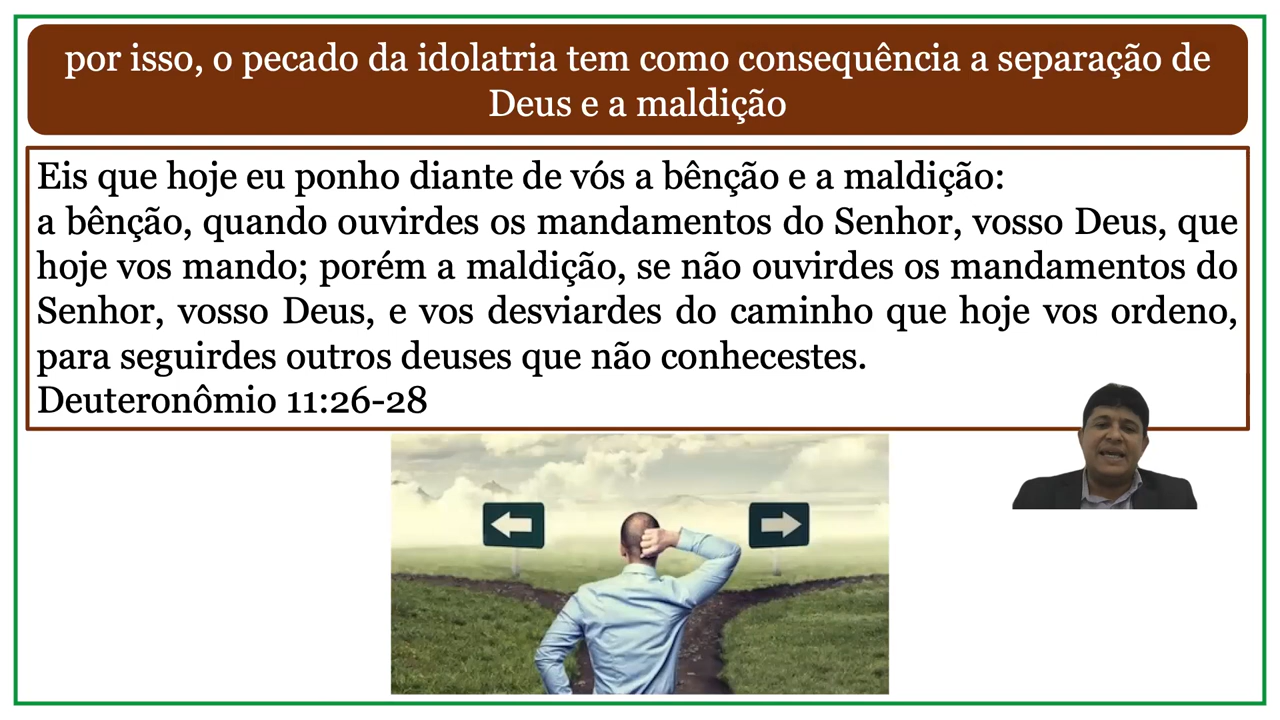 por isso, o pecado da idolatria tem como consequência a separação de
Deus e a maldição
Eis que hoje eu ponho diante de vós a bênção e a maldição:
a bênção, quando ouvirdes os mandamentos do Senhor, vosso Deus, que
hoje vos mando; porém a maldição, se não ouvirdes os mandamentos do
Senhor, vosso Deus, e vos desviardes do caminho que hoje vos ordeno,
para seguirdes outros deuses que não conhecestes.
Deuteronômio 11:26-28